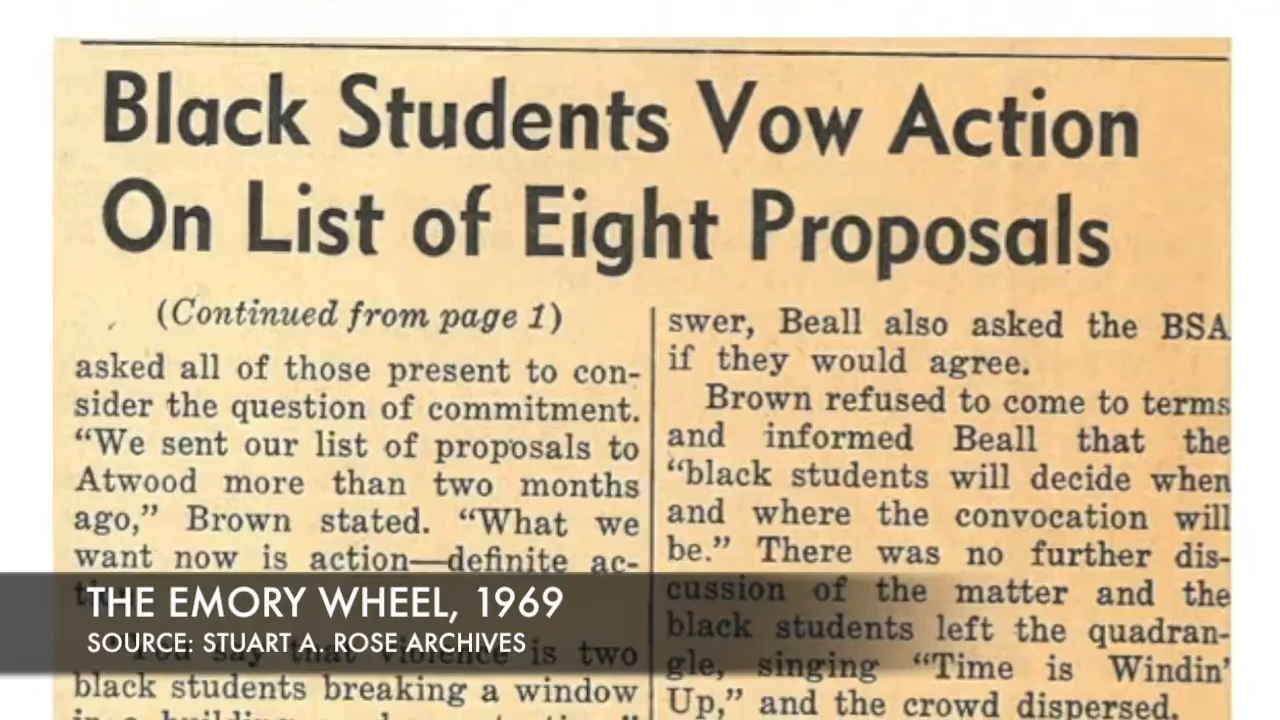 Black Students Vow Action
On List of Eight Proposals
(Continued from page 1)
asked all of those present to con-
sider the question of commitment.
“We sent our list of proposals to
Atwood more than two months
ago,” Brown stated. “What we
want now is action—definite ac-
“You say that violence is two
black students breaking a window
swer, Beall also asked the BSA
if they would agree.
Brown refused to come to terms
and informed Beall that the
“black students will decide when
and where the convocation will
be.” There was no further dis-
cussion of the matter and the
black students left the quadran-
gle, singing “Time is Windin’
Up,” and the crowd dispersed.
THE EMORY WHEEL, 1969
SOURCE: STUART A. ROSE ARCHIVES